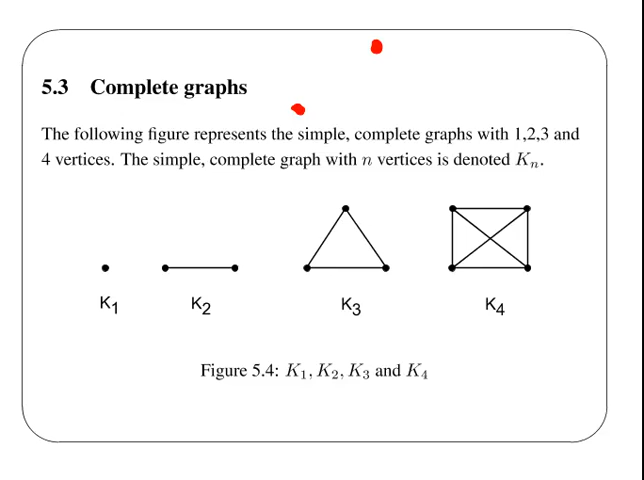 5.3 Complete graphs
The following figure represents the simple, complete graphs with 1,2,3 and
4 vertices. The simple, complete graph with n vertices is denoted Kₙ.
K₁ K₂ K₃ K₄
Figure 5.4: K₁, K₂, K₃ and K₄